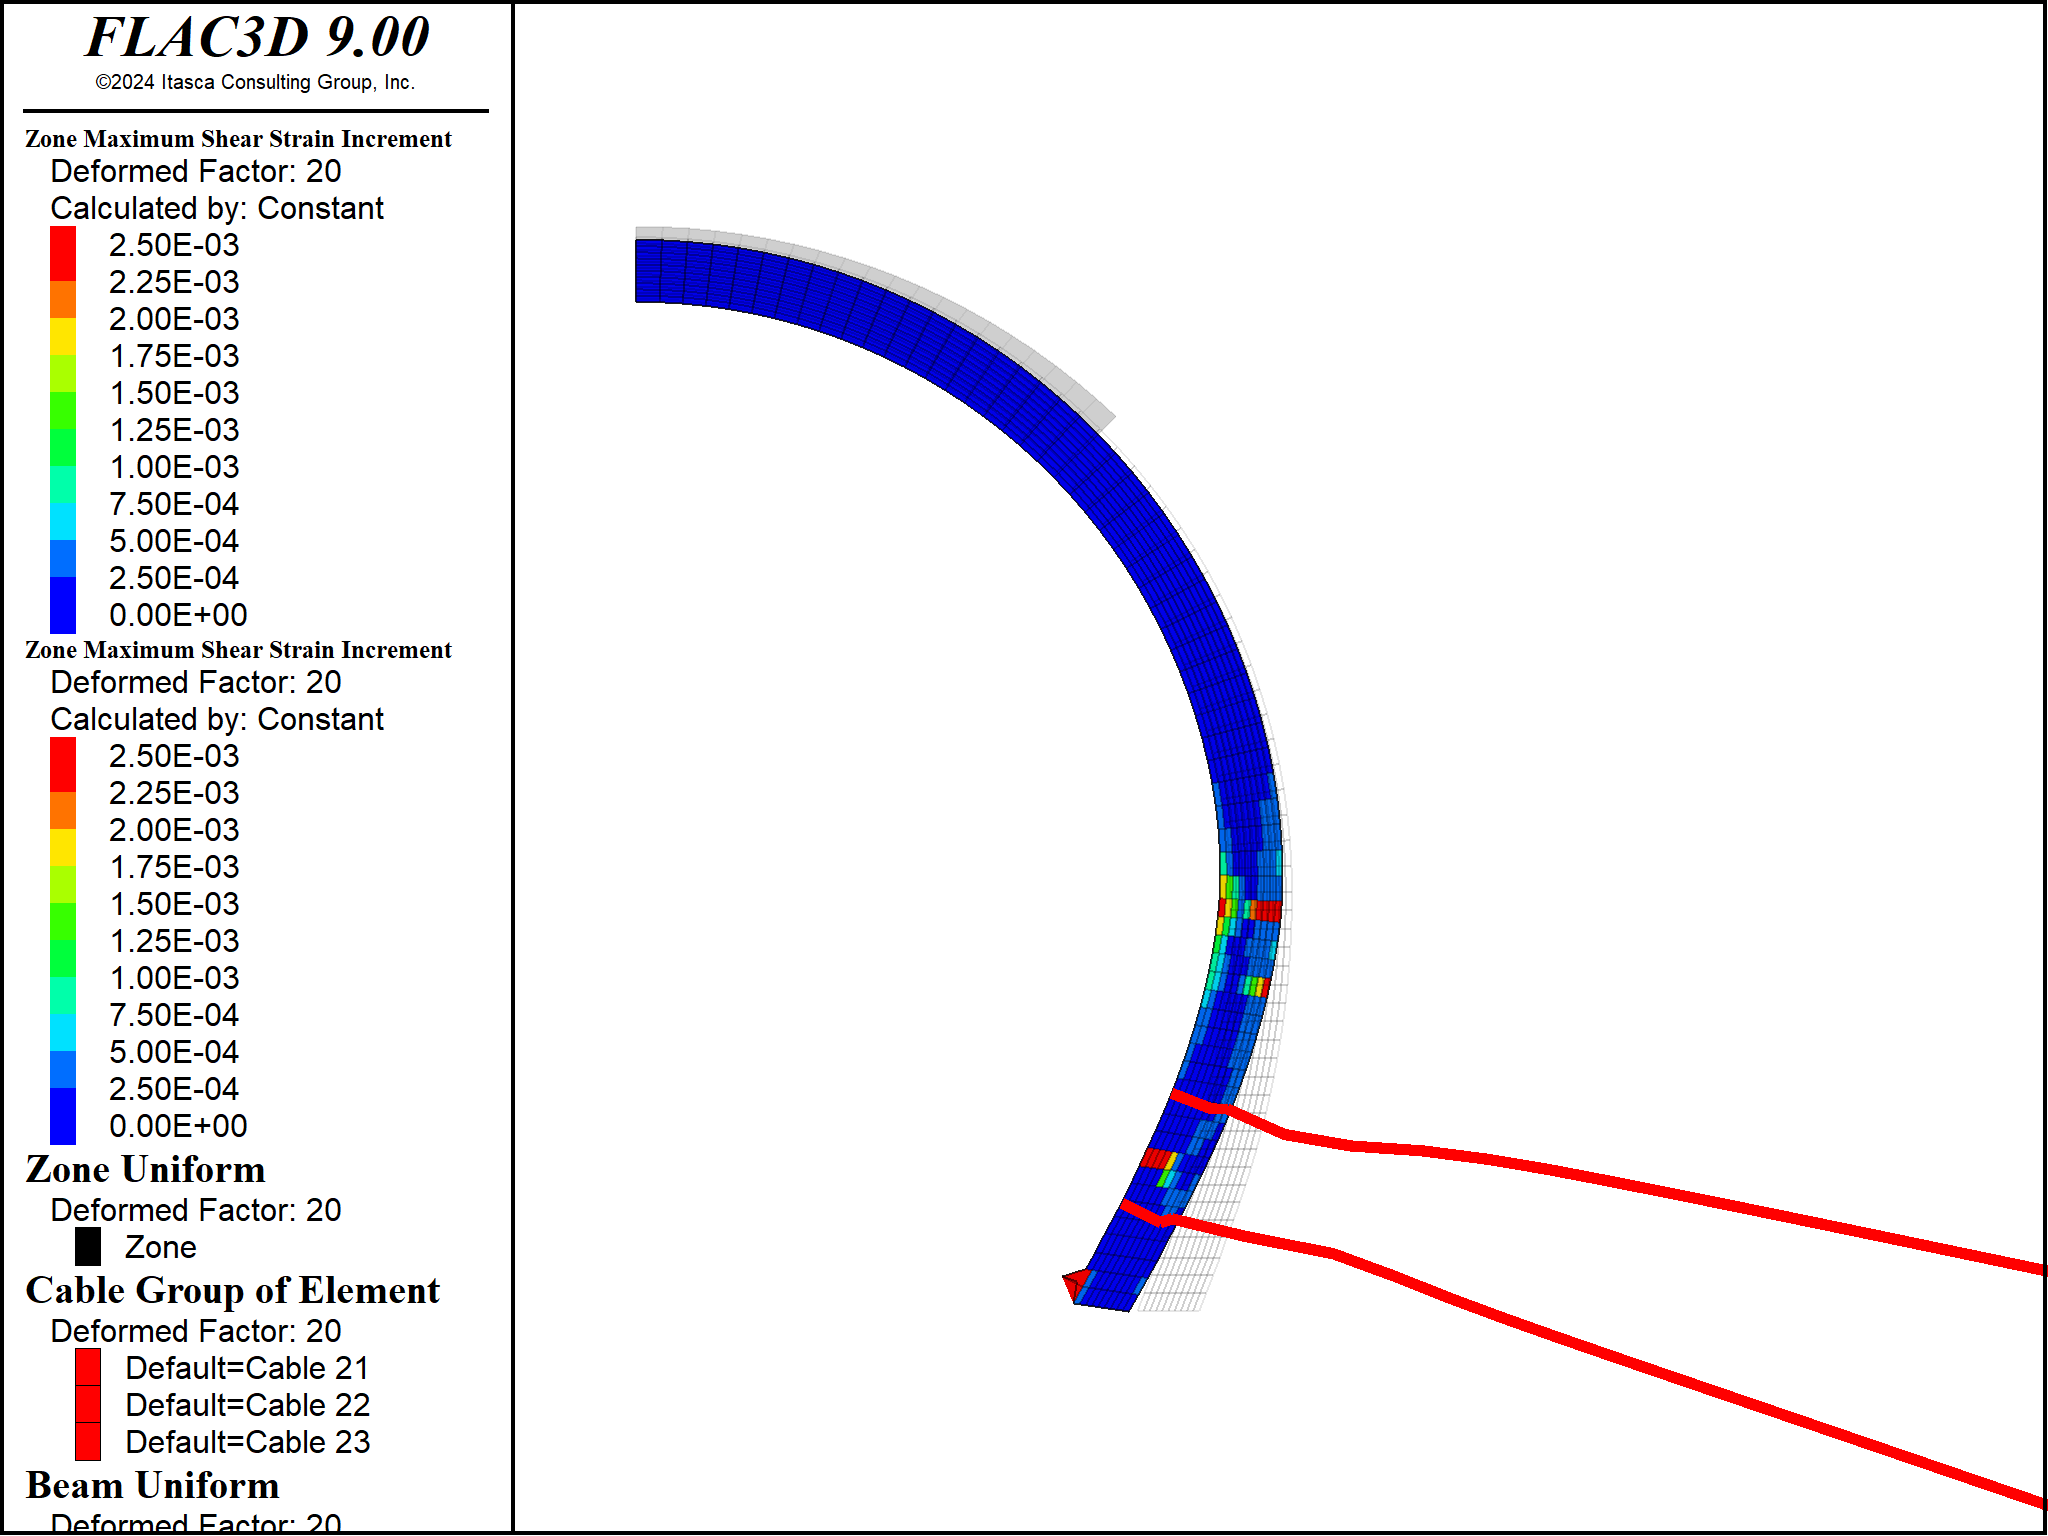 FLAC3D 9.00
©2024 Itasca Consulting Group, Inc.
Zone Maximum Shear Strain Increment
Deformed Factor: 20
Calculated by: Constant
2.50E-03
2.25E-03
2.00E-03
1.75E-03
1.50E-03
1.25E-03
1.00E-03
7.50E-04
5.00E-04
2.50E-04
0.00E+00
Zone Maximum Shear Strain Increment
Deformed Factor: 20
Calculated by: Constant
2.50E-03
2.25E-03
2.00E-03
1.75E-03
1.50E-03
1.25E-03
1.00E-03
7.50E-04
5.00E-04
2.50E-04
0.00E+00
Zone Uniform
Deformed Factor: 20
Zone
Cable Group of Element
Deformed Factor: 20
Default=Cable 21
Default=Cable 22
Default=Cable 23
Beam Uniform
Deformed Factor: 20